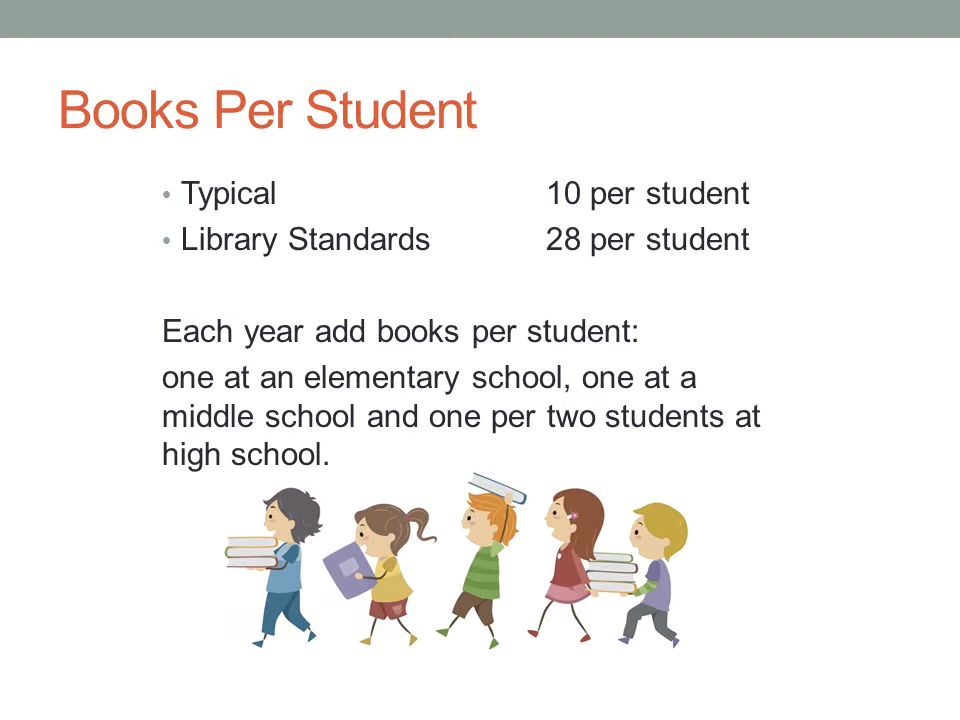 Books Per Student
• Typical 10 per student
• Library Standards 28 per student
Each year add books per student:
one at an elementary school, one at a
middle school and one per two students at
high school.